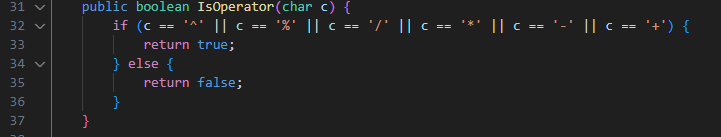 31 public boolean IsOperator(char c) {
32 if (c == '^' || c == '%' || c == '/' || c == '*' || c == '-' || c == '+') {
33 return true;
34 } else {
35 return false;
36 }
37 }